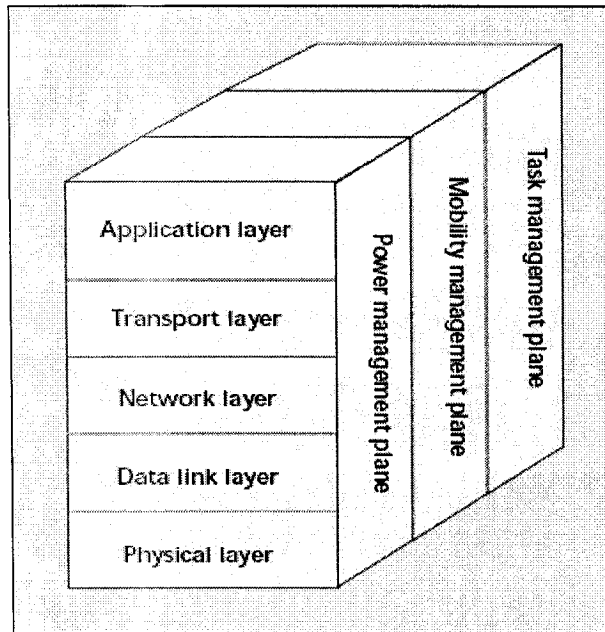 Application layer
Transport layer
Network layer
Data link layer
Physical layer
Power management plane
Mobility management plane
Task management plane